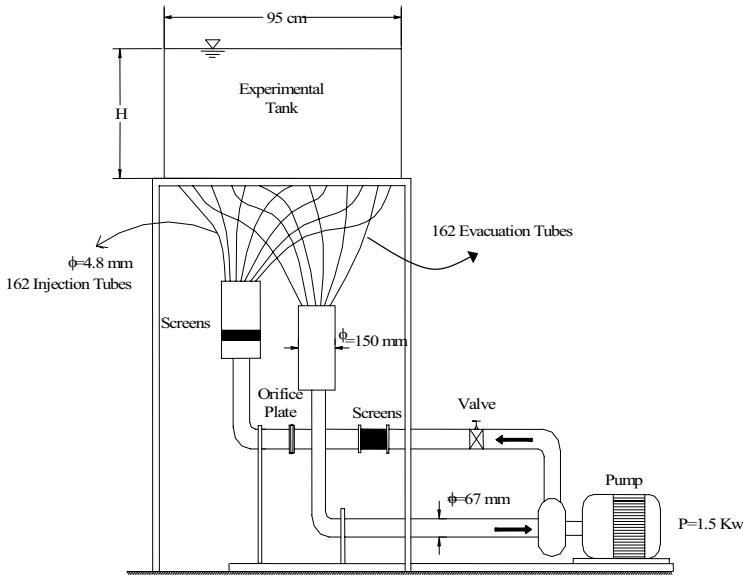 95 cm
H
Experimental
Tank
162 Evacuation Tubes
ϕ=4.8 mm
162 Injection Tubes
Screens
ϕ=150 mm
Orifice
Plate
Screens
Valve
Pump
ϕ=67 mm
P=1.5 Kw